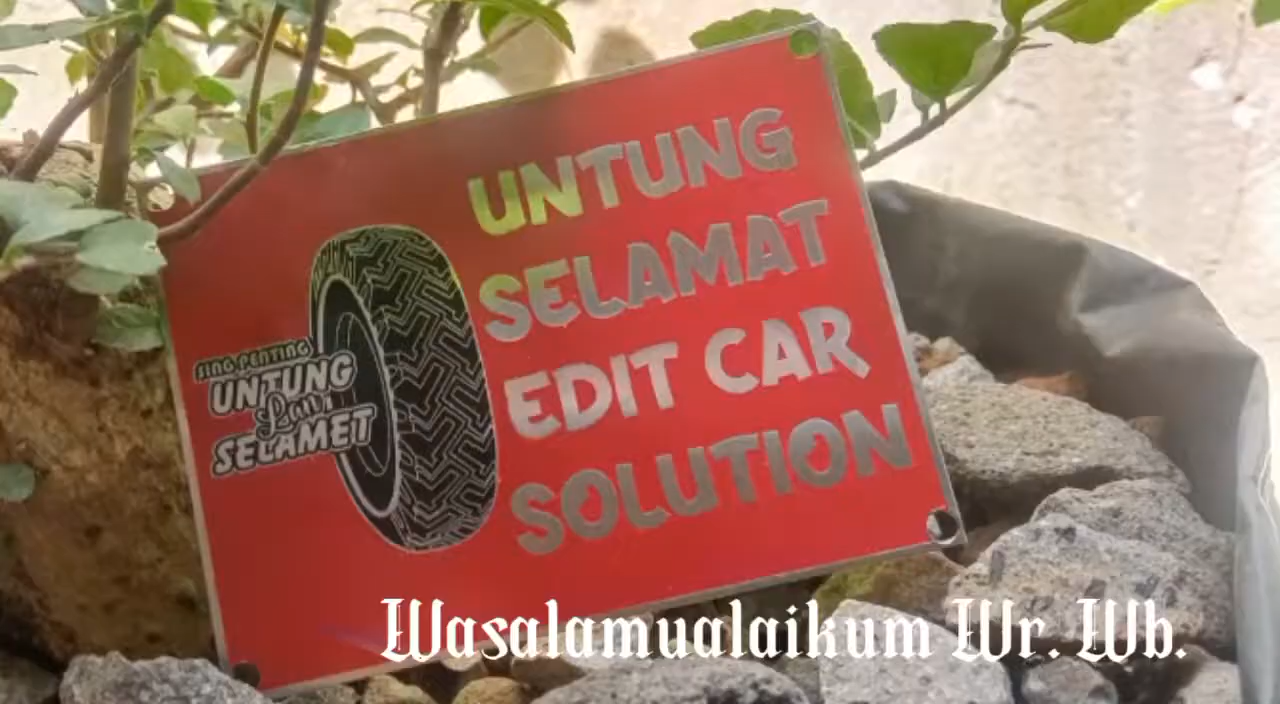 UNTUNG
SELAMAT
EDIT CAR
SOLUTION
SING PENTING
UNTUNG
Lan
SELAMET
Wasalamualaikum Wr. Wb.